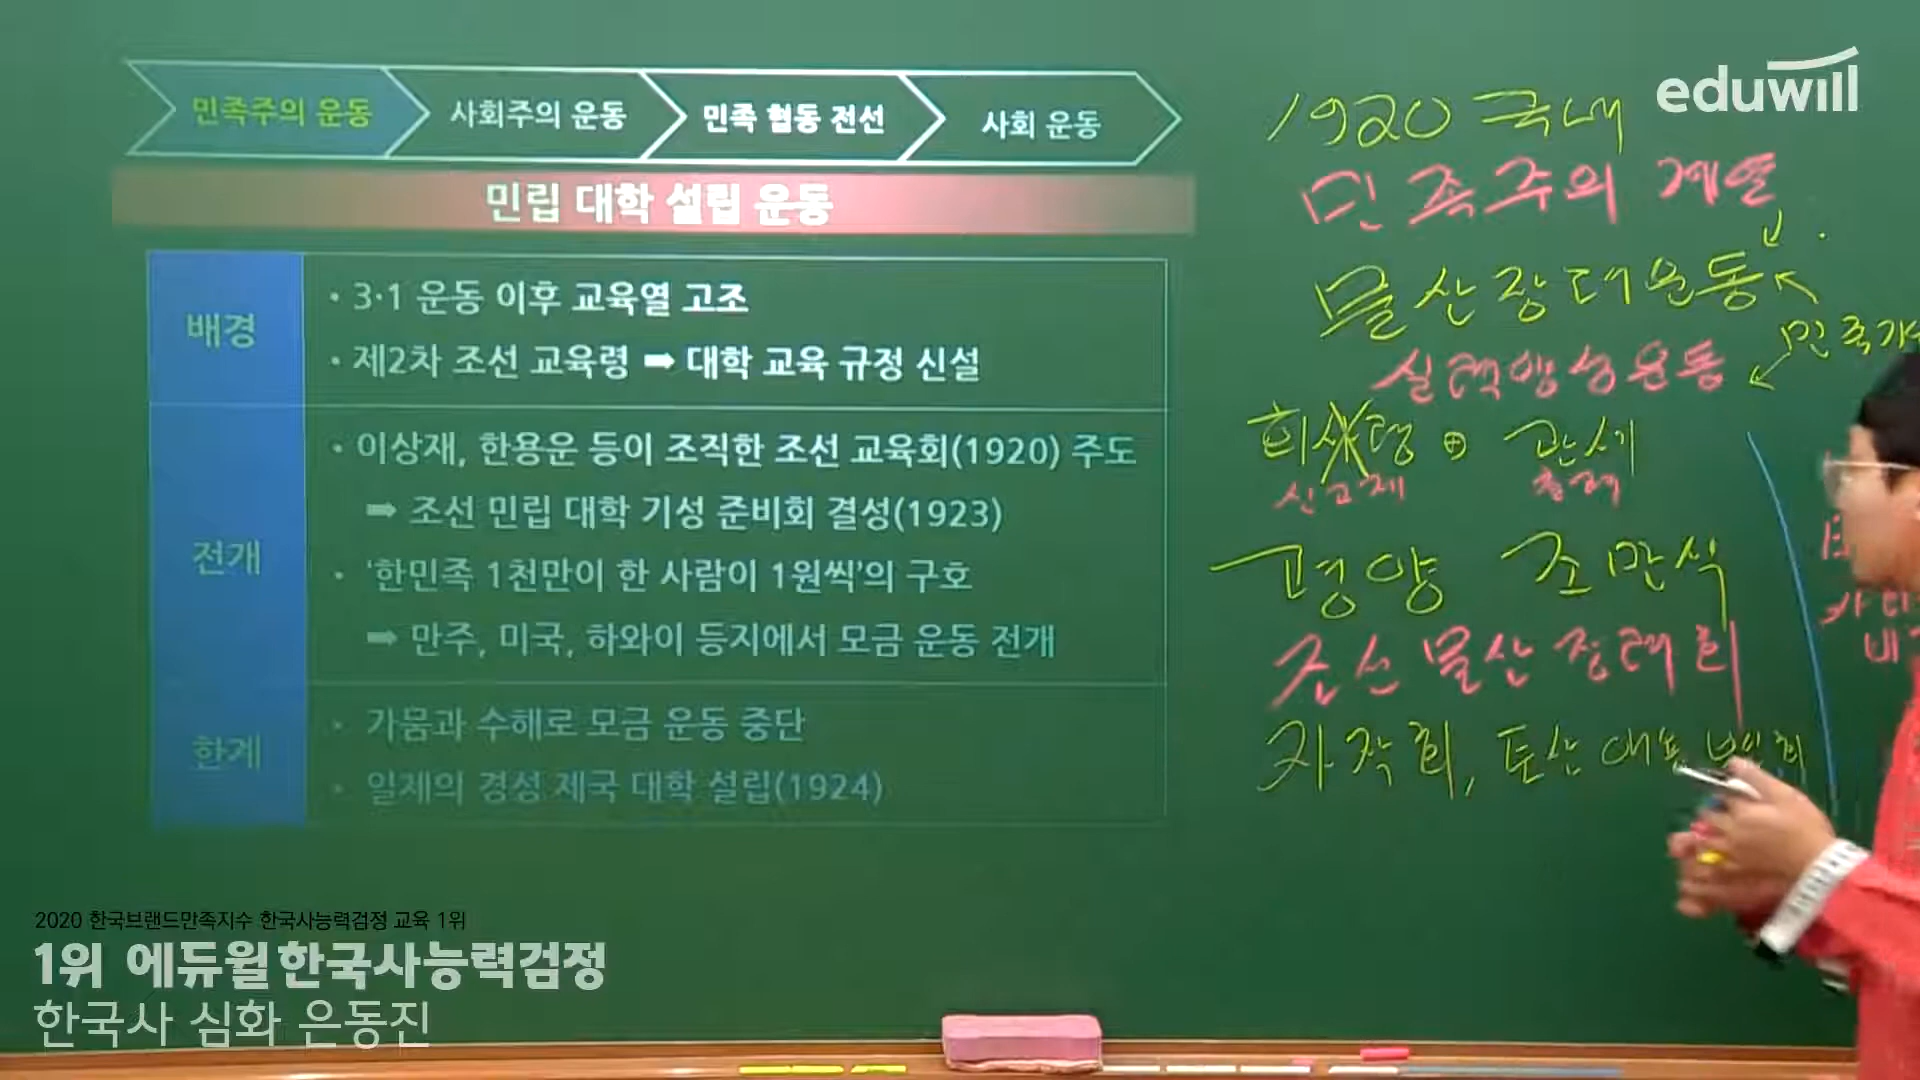 민족주의 운동 사회주의 운동 민족 협동 전선 사회 운동
민립 대학 설립 운동
배경
• 3·1 운동 이후 교육열 고조
• 제2차 조선 교육령 ➡ 대학 교육 규정 신설
전개
• 이상재, 한용운 등이 조직한 조선 교육회(1920) 주도
➡ 조선 민립 대학 기성 준비회 결성(1923)
• '한민족 1천만이 한 사람이 1원씩'의 구호
➡ 만주, 미국, 하와이 등지에서 모금 운동 전개
한계
• 가뭄과 수해로 모금 운동 중단
• 일제의 경성 제국 대학 설립(1924)
eduwill
1920 국내
민족주의 계열
물산장려운동
민족
실력양성운동
회사령 ⊕ 관세
신고제 철폐
평양 조만식
조선물산장려회
자작회, 토산
2020 한국브랜드만족지수 한국사능력검정 교육 1위
1위 에듀윌 한국사능력검정
한국사 심화 은동진